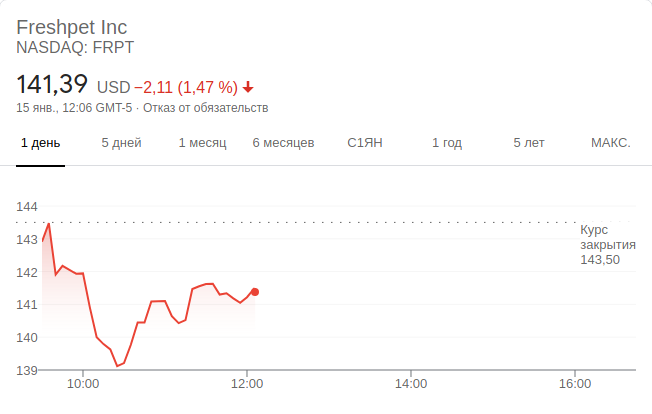 Freshpet Inc
NASDAQ: FRPT
141,39 USD −2,11 (1,47 %)
15 янв., 12:06 GMT-5 · Отказ от обязательств
1 день 5 дней 1 месяц 6 месяцев С1ЯН 1 год 5 лет МАКС.
144
143
142
141
140
139
Курс
закрытия
143,50
10:00 12:00 14:00 16:00